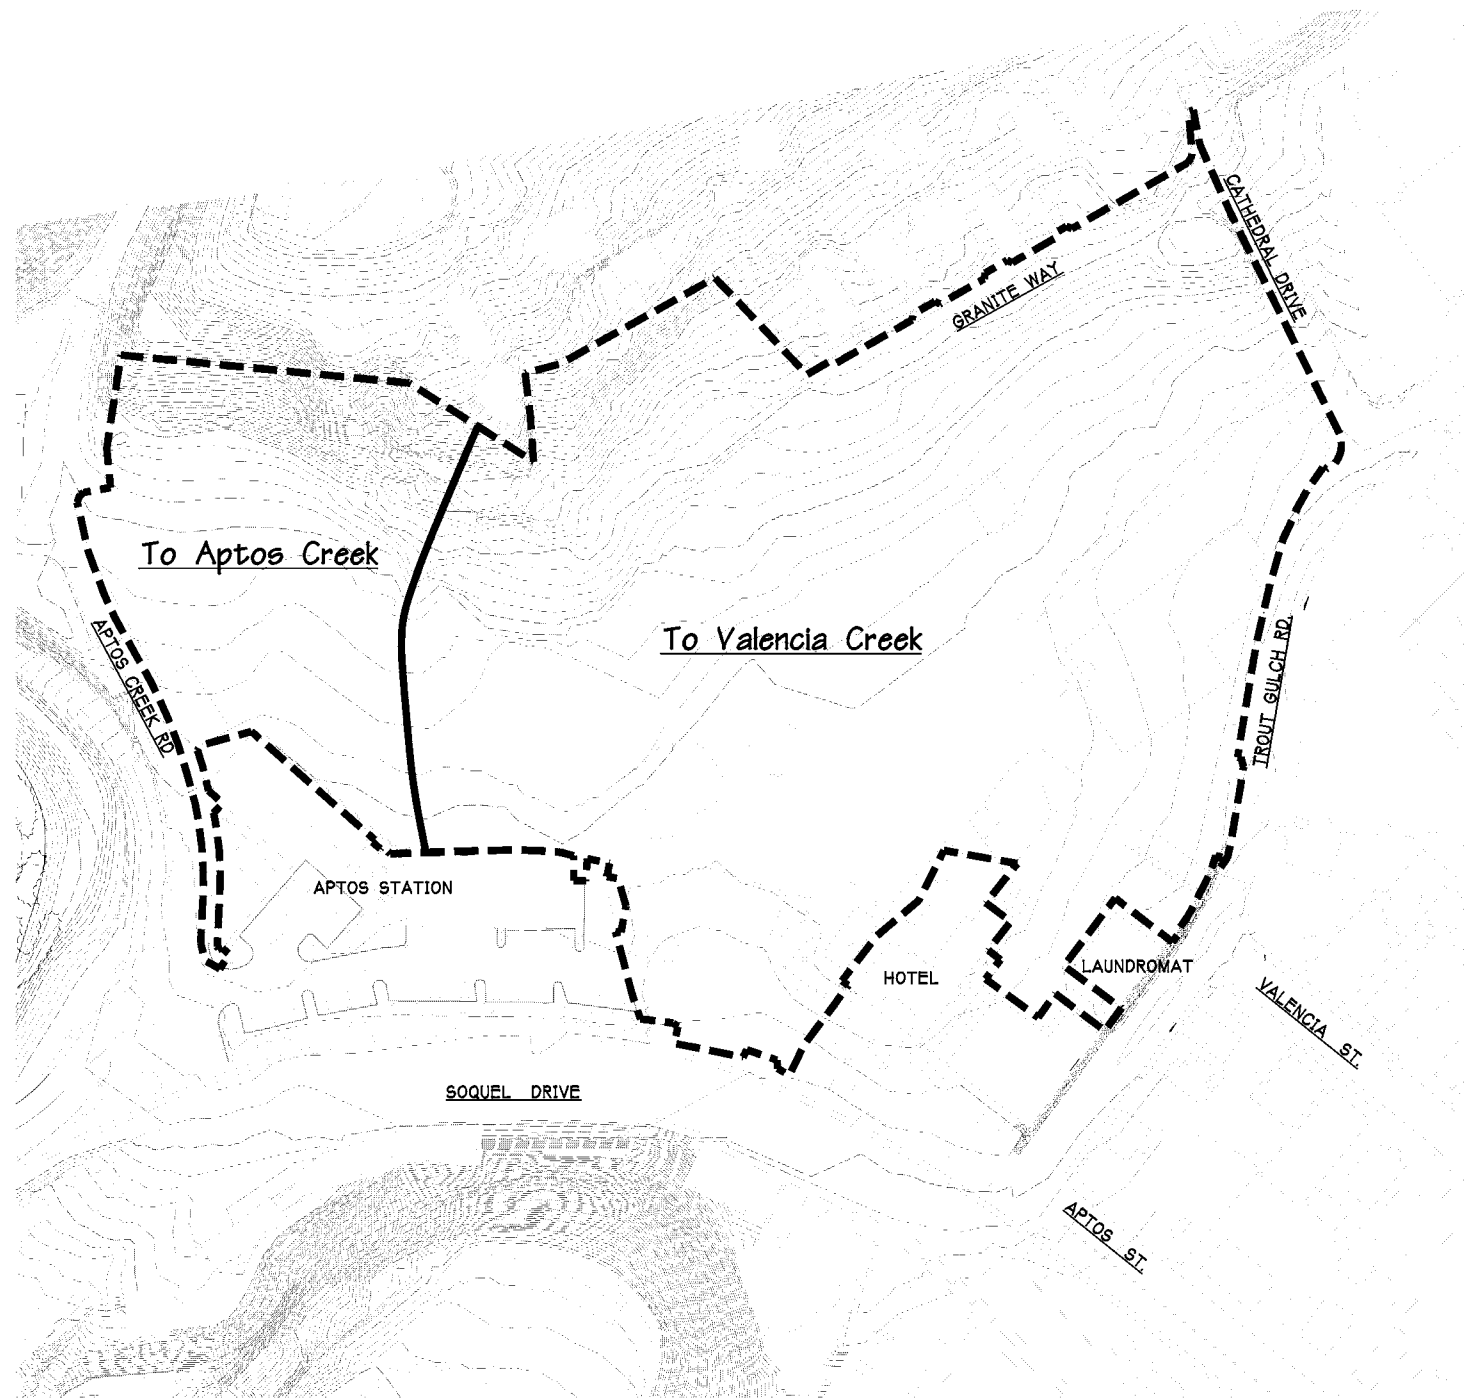 CATHEDRAL DRIVE
GRANITE WAY
To Aptos Creek
To Valencia Creek
APTOS CREEK RD
TROUT GULCH RD.
APTOS STATION
HOTEL
LAUNDROMAT
VALENCIA ST.
SOQUEL DRIVE
APTOS ST.